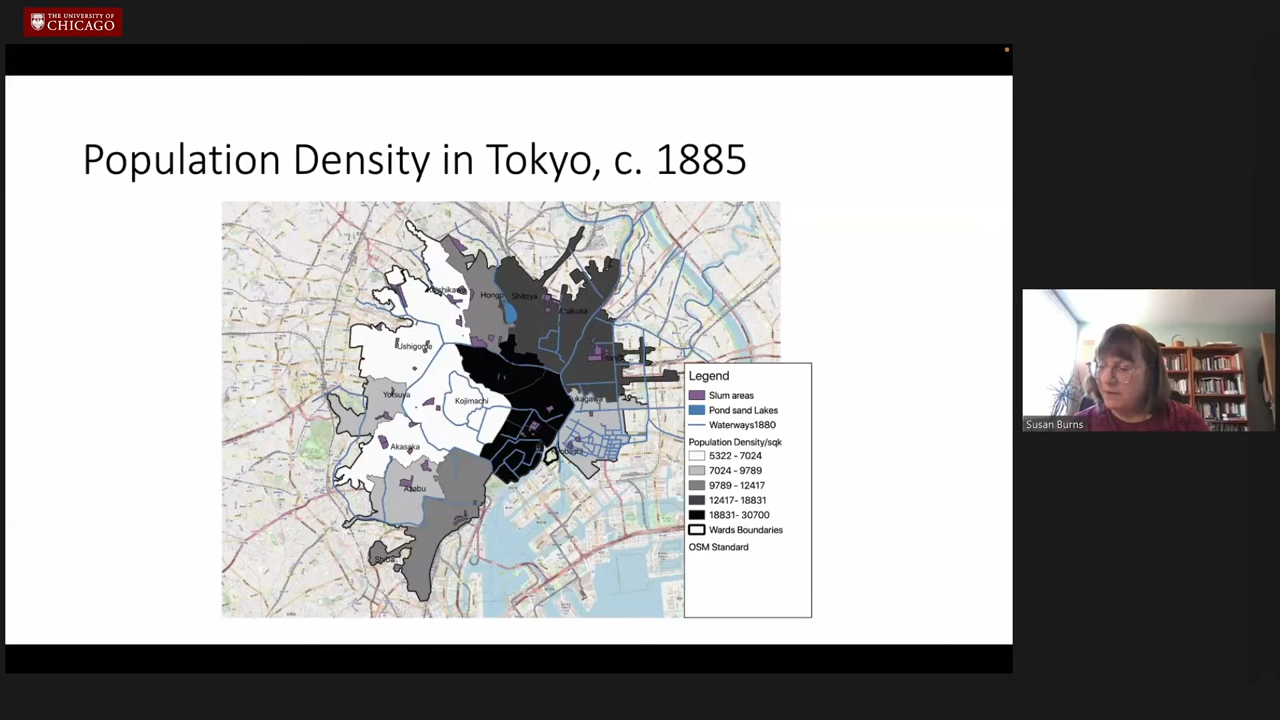 THE UNIVERSITY OF
CHICAGO
Population Density in Tokyo, c. 1885
Hongo
Shitaya
Asakusa
Ushigome
Yotsuya
Kojimachi
Akasaka
Azabu
Shiba
Legend
Slum areas
Pond sand Lakes
Waterways1880
Population Density/sqk
5322 - 7024
7024 - 9789
9789 - 12417
12417- 18831
18831- 30700
Wards Boundaries
OSM Standard
Susan Burns